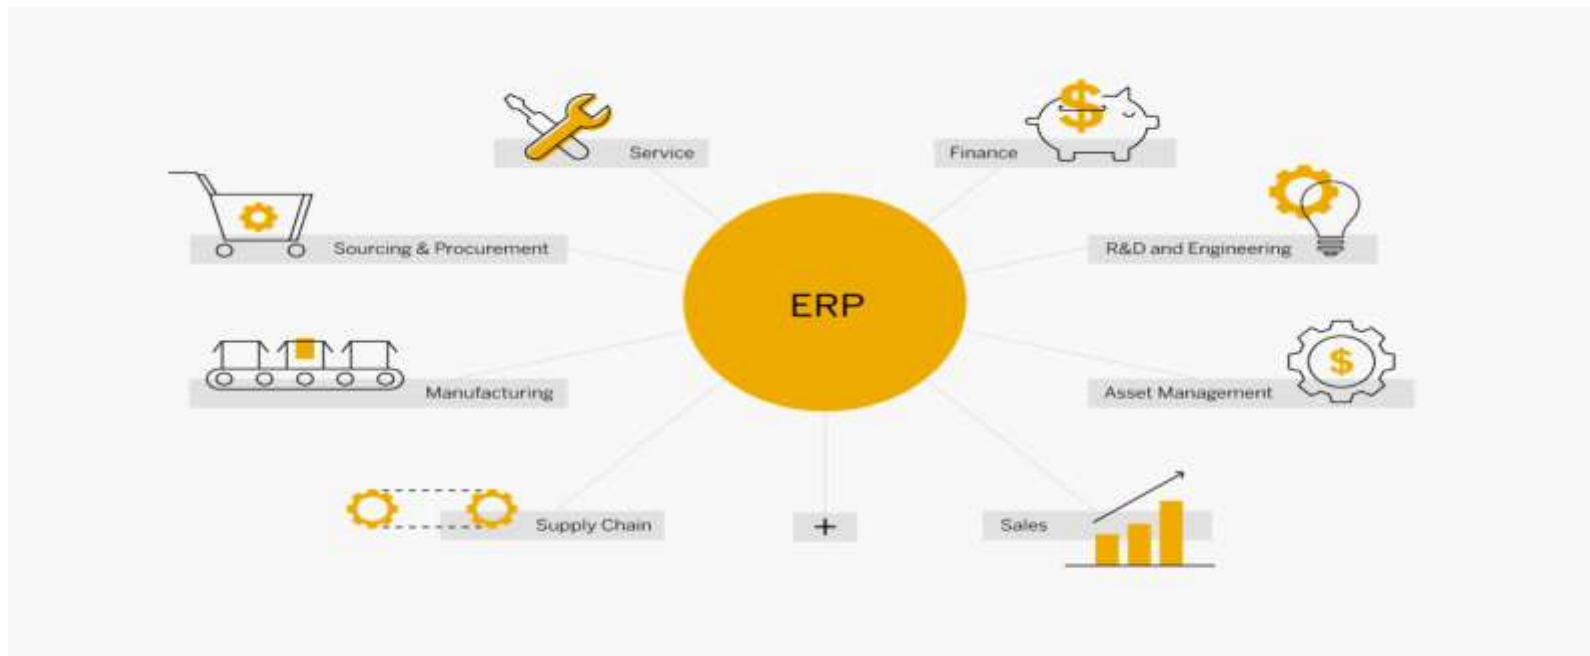 Service
Finance
$
Sourcing & Procurement
R&D and Engineering
ERP
Manufacturing
Asset Management
$
Supply Chain
+
Sales